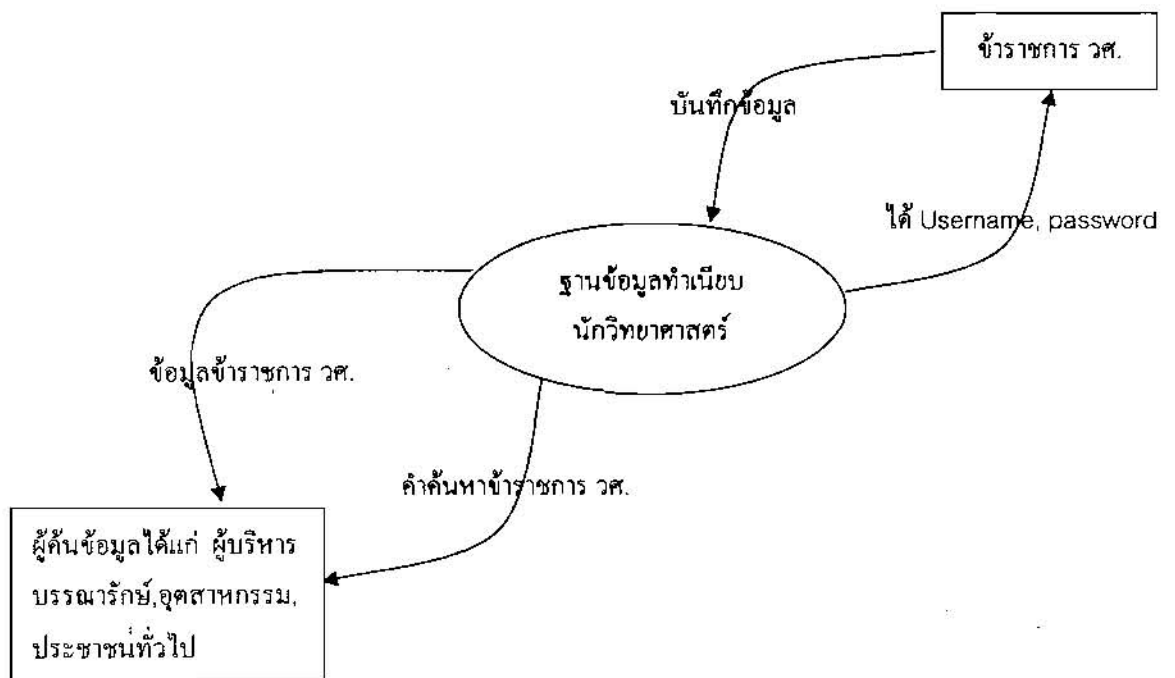 ข้าราชการ วศ.
บันทึกข้อมูล
ได้ Username, password
ฐานข้อมูลทำเนียบ
นักวิทยาศาสตร์
ข้อมูลข้าราชการ วศ.
คำค้นหาข้าราชการ วศ.
ผู้ค้นข้อมูลได้แก่ ผู้บริหาร
บรรณารักษ์,อุตสาหกรรม,
ประชาชนทั่วไป